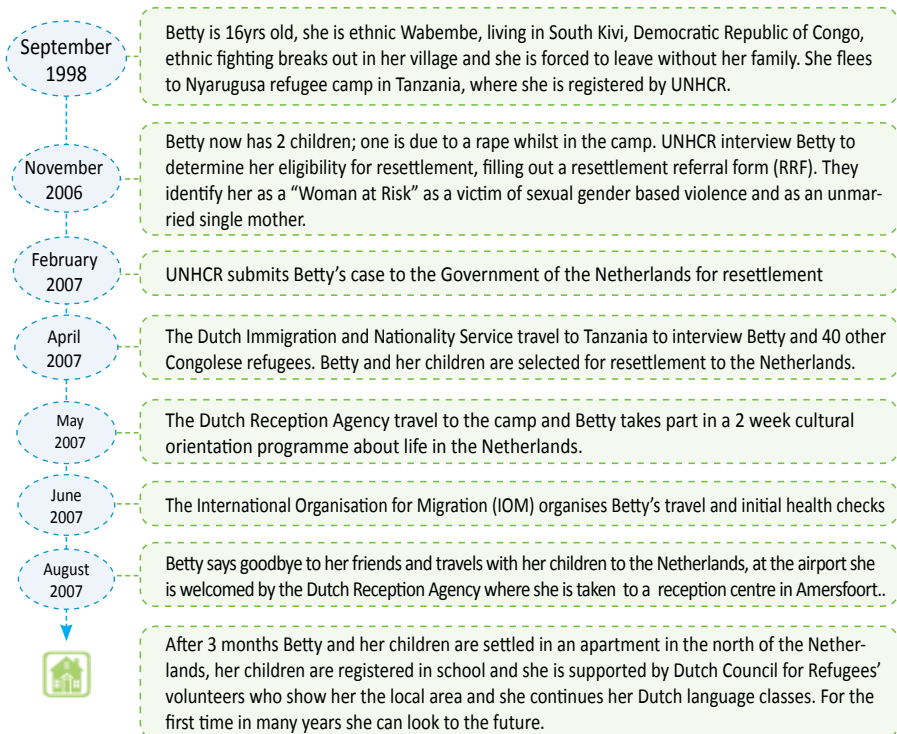 September
1998
Betty is 16yrs old, she is ethnic Wabembe, living in South Kivi, Democratic Republic of Congo,
ethnic fighting breaks out in her village and she is forced to leave without her family. She flees
to Nyarugusa refugee camp in Tanzania, where she is registered by UNHCR.
November
2006
Betty now has 2 children; one is due to a rape whilst in the camp. UNHCR interview Betty to
determine her eligibility for resettlement, filling out a resettlement referral form (RRF). They
identify her as a “Woman at Risk” as a victim of sexual gender based violence and as an unmar-
ried single mother.
February
2007
UNHCR submits Betty’s case to the Government of the Netherlands for resettlement
April
2007
The Dutch Immigration and Nationality Service travel to Tanzania to interview Betty and 40 other
Congolese refugees. Betty and her children are selected for resettlement to the Netherlands.
May
2007
The Dutch Reception Agency travel to the camp and Betty takes part in a 2 week cultural
orientation programme about life in the Netherlands.
June
2007
The International Organisation for Migration (IOM) organises Betty’s travel and initial health checks
August
2007
Betty says goodbye to her friends and travels with her children to the Netherlands, at the airport she
is welcomed by the Dutch Reception Agency where she is taken to a reception centre in Amersfoort..
After 3 months Betty and her children are settled in an apartment in the north of the Nether-
lands, her children are registered in school and she is supported by Dutch Council for Refugees’
volunteers who show her the local area and she continues her Dutch language classes. For the
first time in many years she can look to the future.